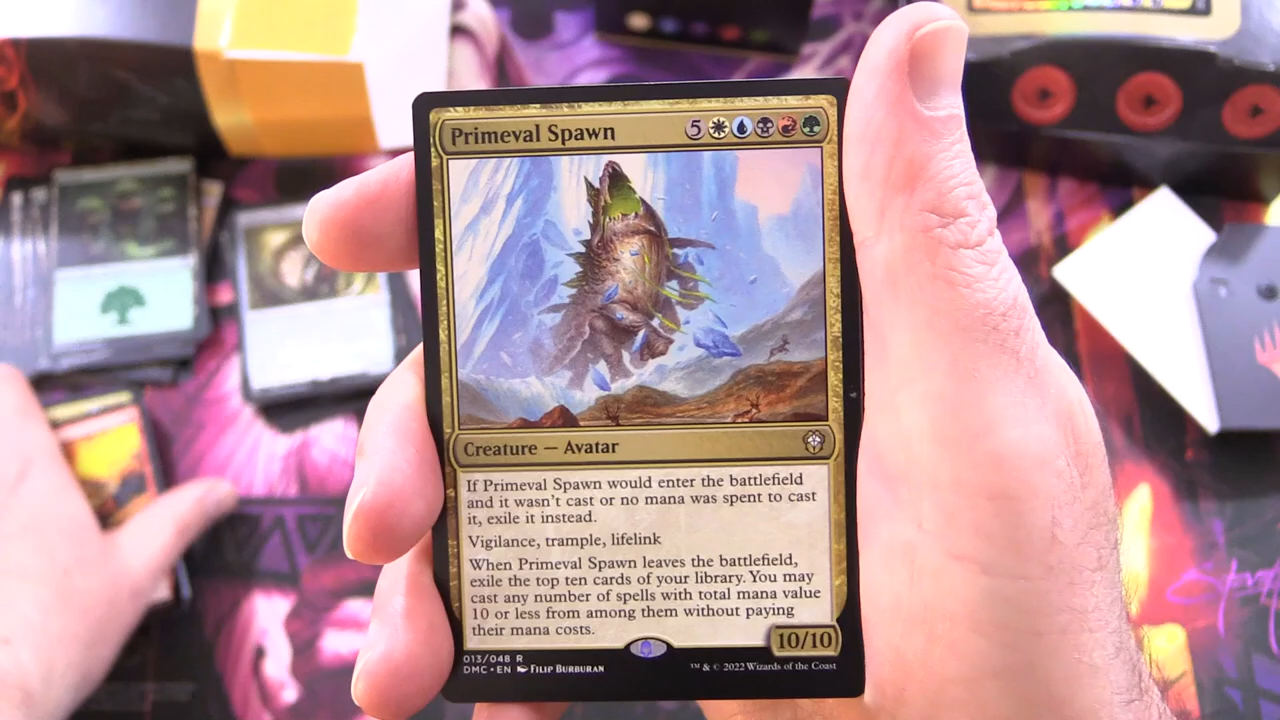 Primeval Spawn 5
Creature — Avatar
If Primeval Spawn would enter the battlefield
and it wasn't cast or no mana was spent to cast
it, exile it instead.
Vigilance, trample, lifelink
When Primeval Spawn leaves the battlefield,
exile the top ten cards of your library. You may
cast any number of spells with total mana value
10 or less from among them without paying
their mana costs.
10/10
013/048 R
DMC • EN Filip Burburan
™ & © 2022 Wizards of the Coast